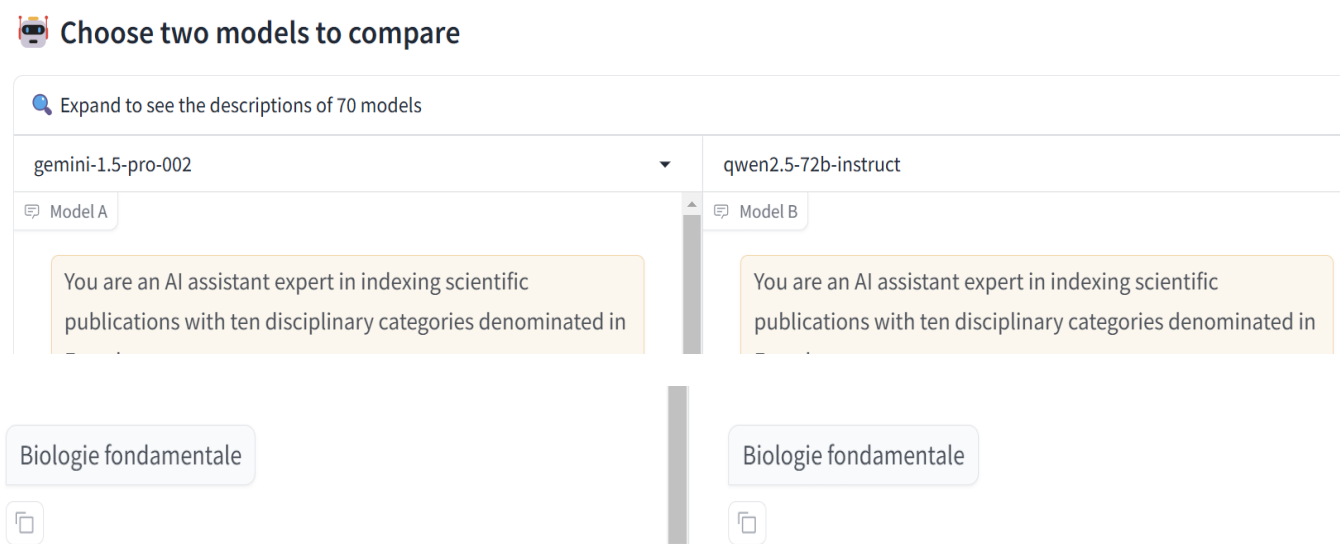 Choose two models to compare
Expand to see the descriptions of 70 models
gemini-1.5-pro-002
qwen2.5-72b-instruct
Model A
Model B
You are an AI assistant expert in indexing scientific
publications with ten disciplinary categories denominated in
You are an AI assistant expert in indexing scientific
publications with ten disciplinary categories denominated in
Biologie fondamentale
Biologie fondamentale